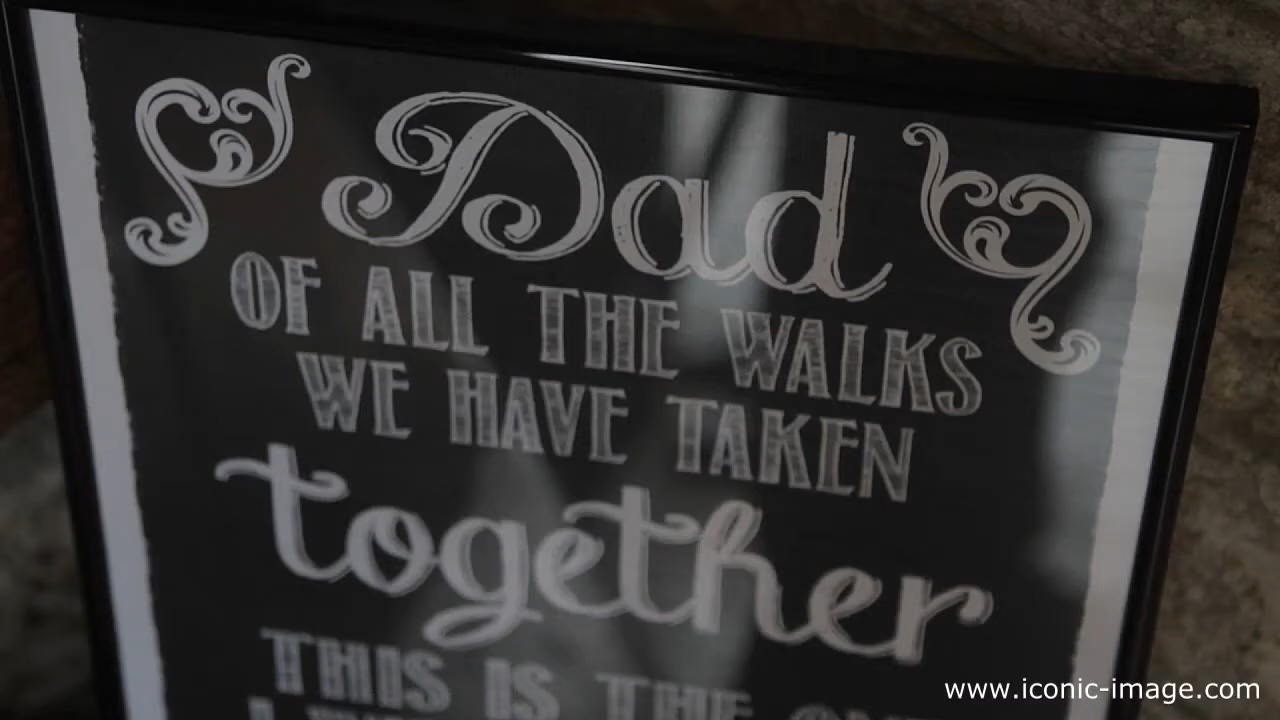 Dad
OF ALL THE WALKS
WE HAVE TAKEN
together
THIS IS THE
www.iconic-image.com